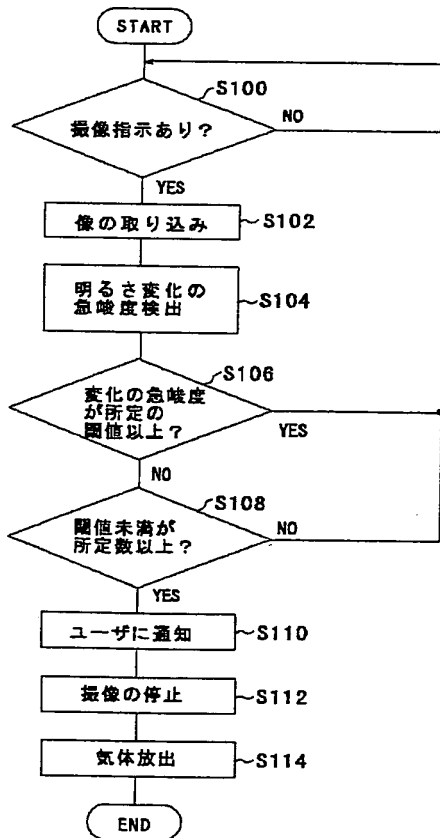 START
S100
撮像指示あり？
NO
YES
像の取り込み
S102
明るさ変化の
急峻度検出
S104
S106
変化の急峻度
が所定の
閾値以上？
YES
NO
S108
閾値未満が
所定数以上？
NO
YES
ユーザに通知
S110
撮像の停止
S112
気体放出
S114
END